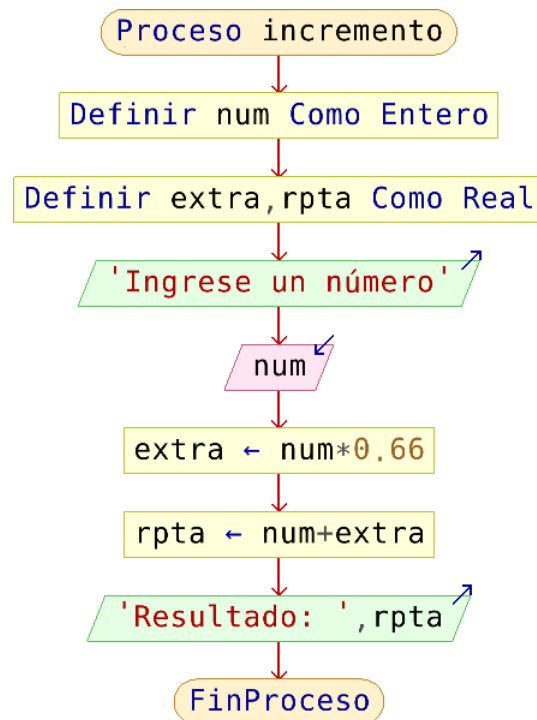 Proceso incremento
Definir num Como Entero
Definir extra,rpta Como Real
'Ingrese un número'
num
extra ← num*0.66
rpta ← num+extra
'Resultado: ',rpta
FinProceso